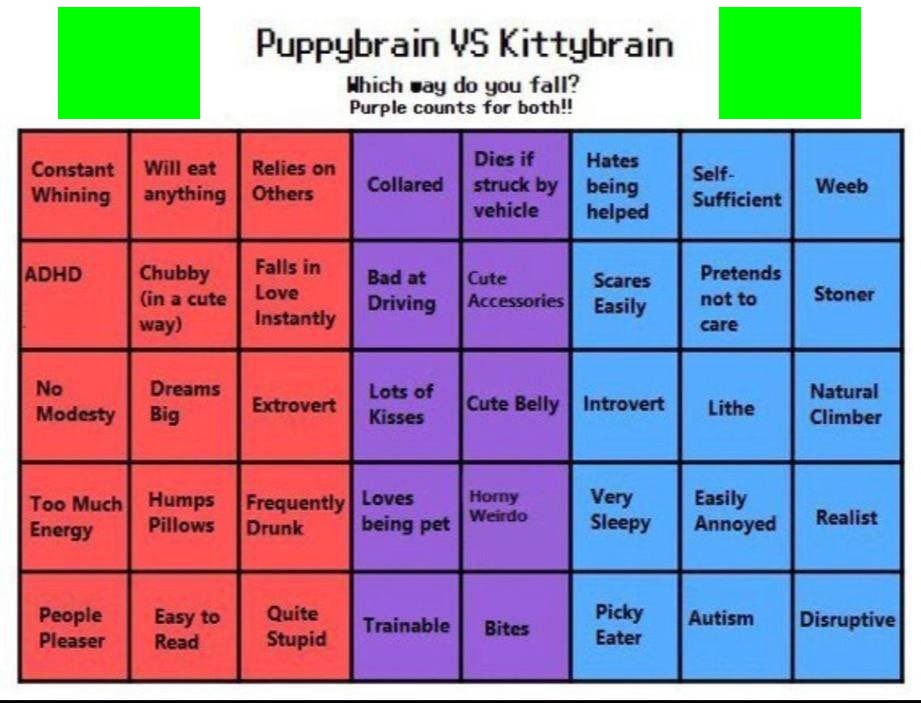 Puppybrain VS Kittybrain
Which way do you fall?
Purple counts for both!!
Constant
Whining
Will eat
anything
Relies on
Others
Collared
Dies if
struck by
vehicle
Hates
being
helped
Self-
Sufficient
Weeb
ADHD
Chubby
(in a cute
way)
Falls in
Love
Instantly
Bad at
Driving
Cute
Accessories
Scares
Easily
Pretends
not to
care
Stoner
No
Modesty
Dreams
Big
Extrovert
Lots of
Kisses
Cute Belly
Introvert
Lithe
Natural
Climber
Too Much
Energy
Humps
Pillows
Frequently
Drunk
Loves
being pet
Horny
Weirdo
Very
Sleepy
Easily
Annoyed
Realist
People
Pleaser
Easy to
Read
Quite
Stupid
Trainable
Bites
Picky
Eater
Autism
Disruptive